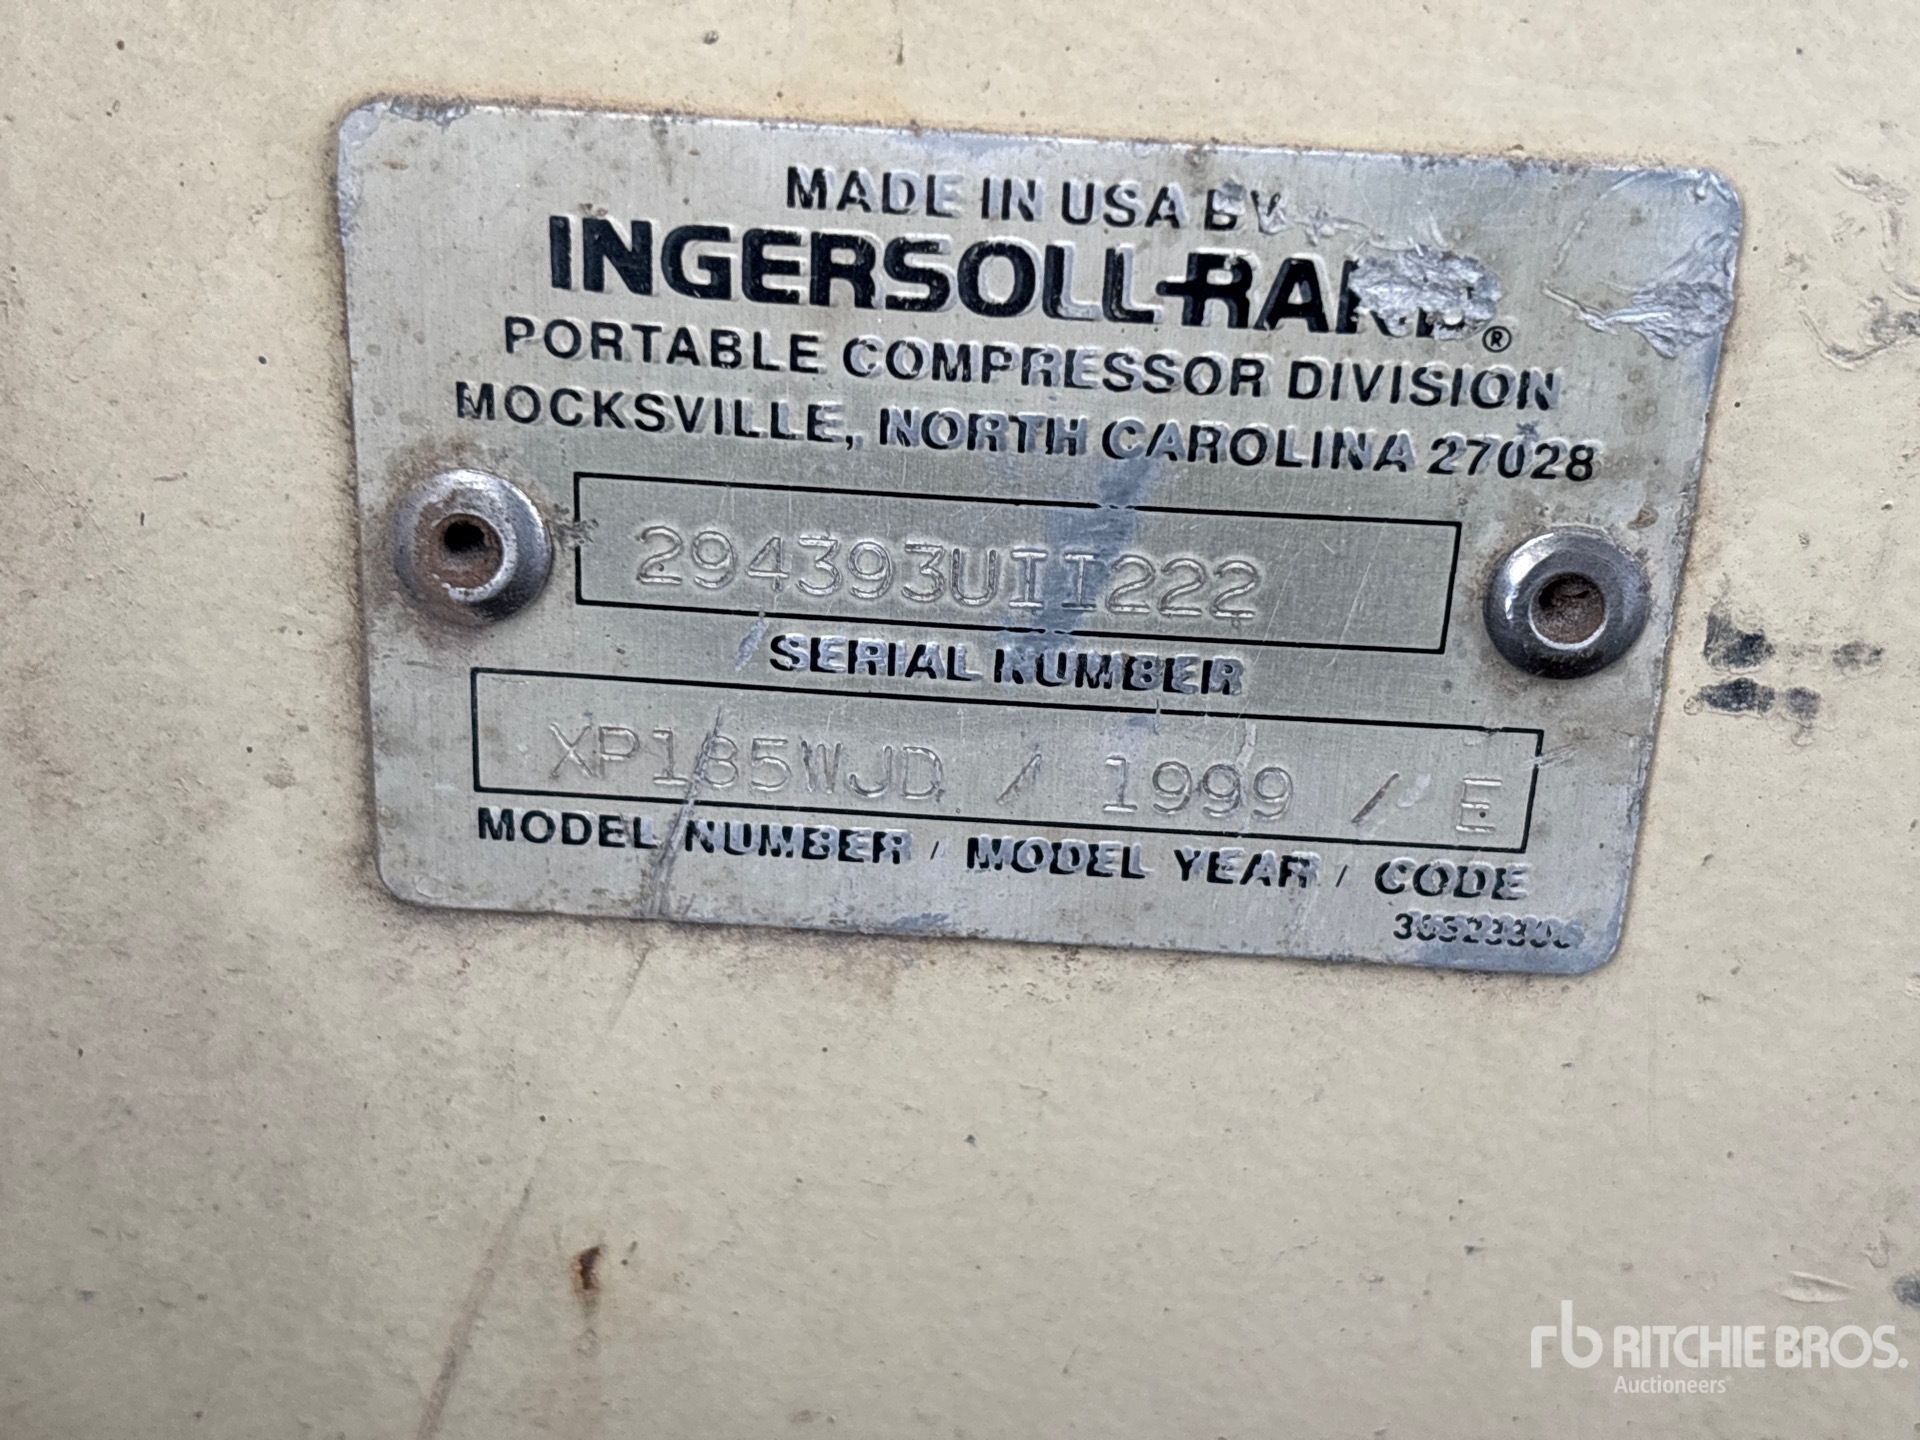 MADE IN USA BY
INGERSOLL-RAND®
PORTABLE COMPRESSOR DIVISION
MOCKSVILLE, NORTH CAROLINA 27028
294393UII222
SERIAL NUMBER
XP185WJD / 1999 / E
MODEL NUMBER / MODEL YEAR / CODE
rb RITCHIE BROS.
Auctioneers